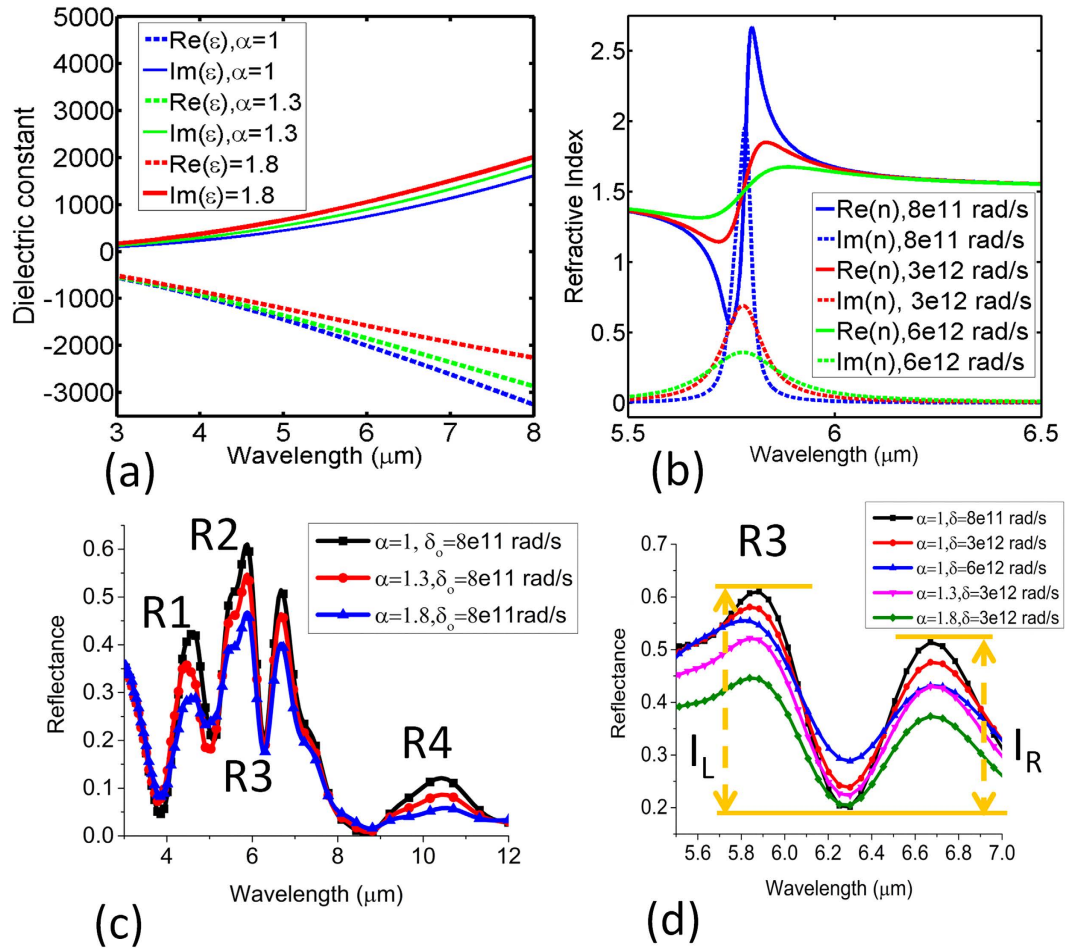 5000
4000
3000
2000
1000
0
-1000
-2000
-3000
Dielectric constant
Re(ε),α=1
Im(ε),α=1
Re(ε),α=1.3
Im(ε),α=1.3
Re(ε)=1.8
Im(ε)=1.8
3 4 5 6 7 8
Wavelength (μm)
(a)
2.5
2
1.5
1
0.5
0
Refractive Index
Re(n),8e11 rad/s
Im(n),8e11 rad/s
Re(n),3e12 rad/s
Im(n), 3e12 rad/s
Re(n),6e12 rad/s
Im(n),6e12 rad/s
5.5 6 6.5
Wavelength (μm)
(b)
0.6
0.5
0.4
0.3
0.2
0.1
0.0
Reflectance
R1
R2
R3
R4
α=1, δo=8e11 rad/s
α=1.3,δo=8e11 rad/s
α=1.8,δo=8e11rad/s
4 6 8 10 12
Wavelength (μm)
(c)
α=1,δ=8e11 rad/s
α=1,δ=3e12 rad/s
α=1,δ=6e12 rad/s
α=1.3,δ=3e12 rad/s
α=1.8,δ=3e12 rad/s
0.7
0.6
0.5
0.4
0.3
0.2
Reflectance
R3
IL
IR
5.6 5.8 6.0 6.2 6.4 6.6 6.8 7.0
Wavelength (μm)
(d)